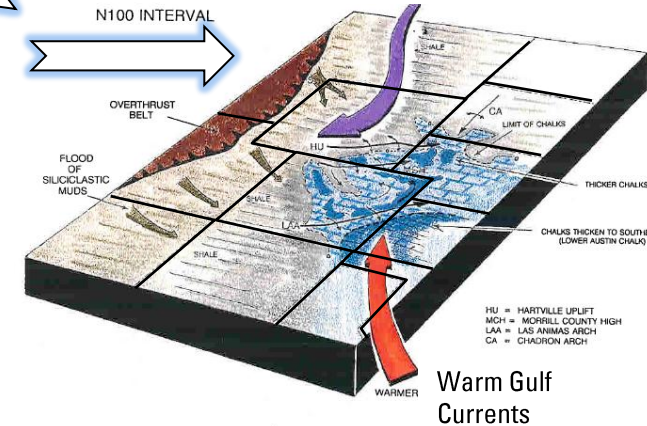 N100 INTERVAL
SHALE
OVERTHRUST
BELT
CA
LIMIT OF CHALKS
HU
FLOOD
OF
SILICICLASTIC
MUDS
MCH
THICKER CHALKS
SHALE
LAA
CHALKS THICKEN TO SOUTHE
(LOWER AUSTIN CHALK)
SHALE
HU = HARTVILLE UPLIFT
MCH = MORRILL COUNTY HIGH
LAA = LAS ANIMAS ARCH
CA = CHADRON ARCH
WARMER
Warm Gulf
Currents